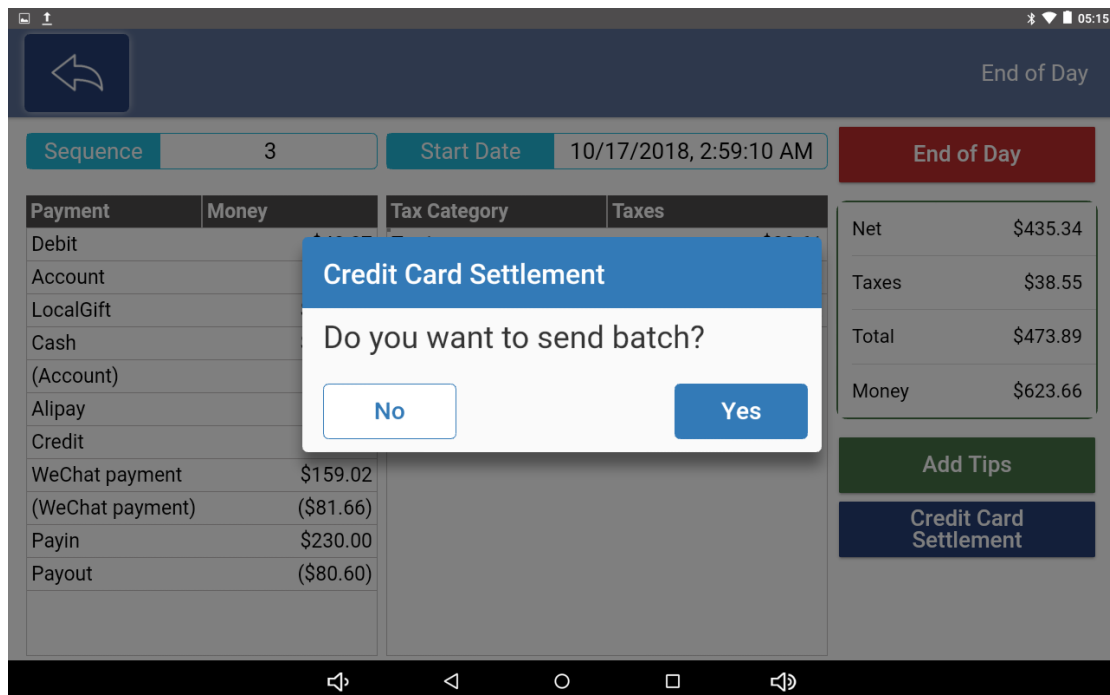 05:15
End of Day
Sequence 3 Start Date 10/17/2018, 2:59:10 AM End of Day
Payment Money Tax Category Taxes
Net $435.34
Debit
Account
Taxes $38.55
LocalGift
Cash
Total $473.89
(Account)
Alipay
Money $623.66
Credit
WeChat payment $159.02
(WeChat payment) ($81.66)
Payin $230.00
Payout ($80.60)
Credit Card Settlement
Do you want to send batch?
No Yes
Add Tips
Credit Card
Settlement